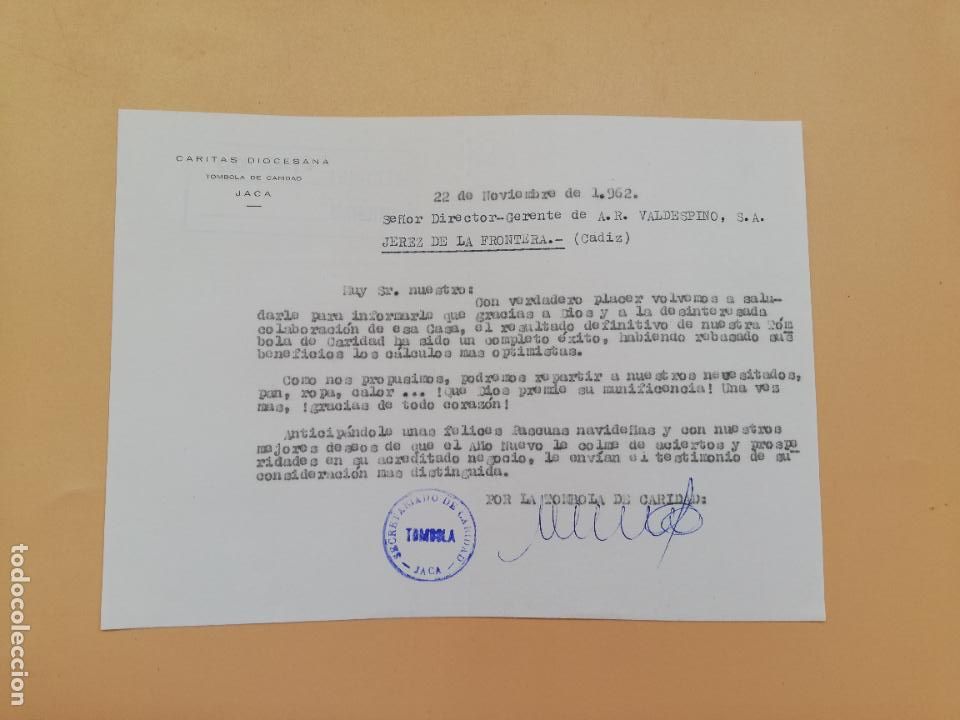 CARITAS DIOCESANA
TOMBOLA DE CARIDAD
JACA
22 de Noviembre de 1.962.
Señor Director-Gerente de A.R. VALDESPINO, S.A.
JEREZ DE LA FRONTERA.- (Cadiz)
Muy Sr. nuestro:
Con verdadero placer volvemos a salu-
darle para informarle que gracias a Dios y a la desinteresada
colaboración de esa Casa, el resultado definitivo de nuestra Tóm
bola de Caridad ha sido un completo éxito, habiendo rebasado sus
beneficios los cálculos mas optimistas.
Como nos propusimos, podremos repartir a nuestros necesitados,
pan, ropa, calor ... !que Dios premie su munificencia! Una ves
mas, !gracias de todo corazón!
Anticipándole unas felices Pascuas navideñas y con nuestros
mejores deseos de que el Año Nuevo le colme de aciertos y prospe
ridades en su acreditado negocio, le envían el testimonio de su
consideración mas distinguida.
POR LA TOMBOLA DE CARIDAD:
SECRETARIADO DE CARIDAD
TOMBOLA
- JACA -
todocoleccion